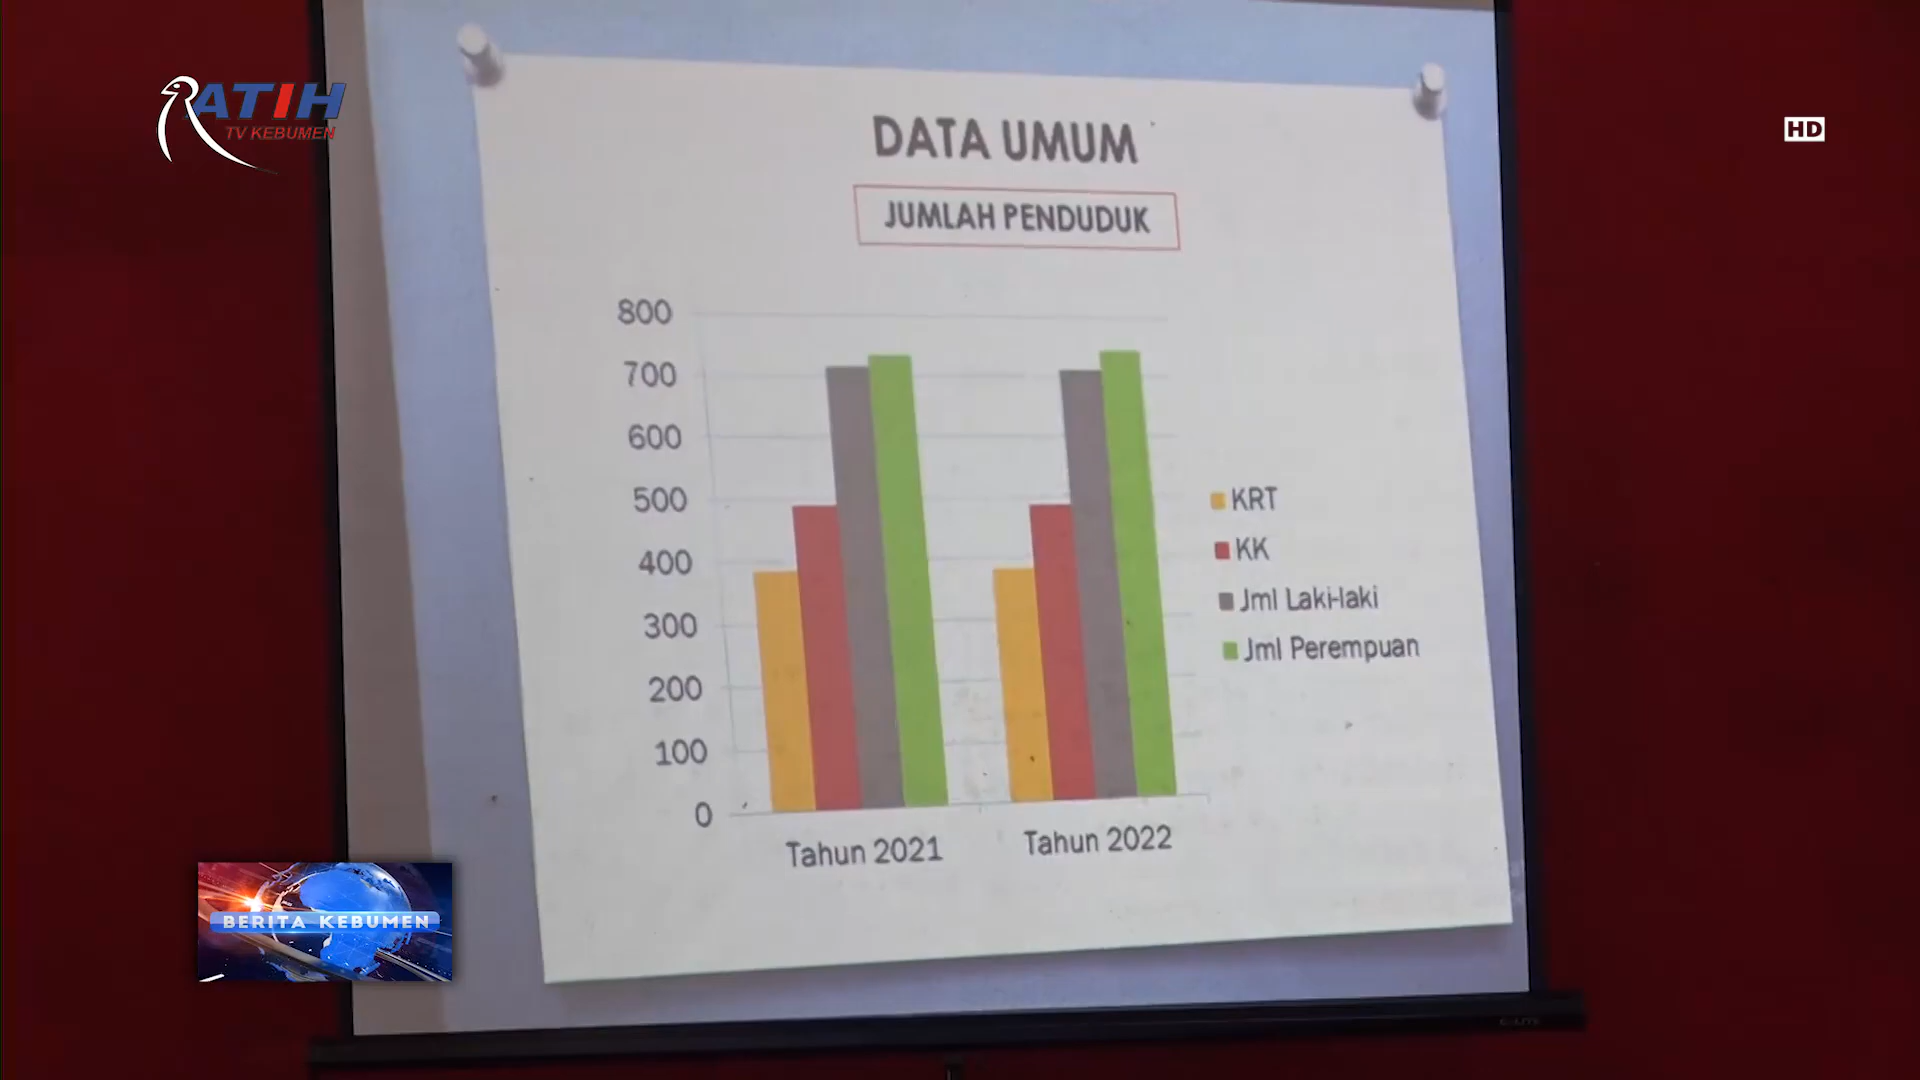 RATIH
TV KEBUMEN
HD
DATA UMUM
JUMLAH PENDUDUK
800
700
600
500
400
300
200
100
0
Tahun 2021
Tahun 2022
KRT
KK
Jml Laki-laki
Jml Perempuan
BERITA KEBUMEN